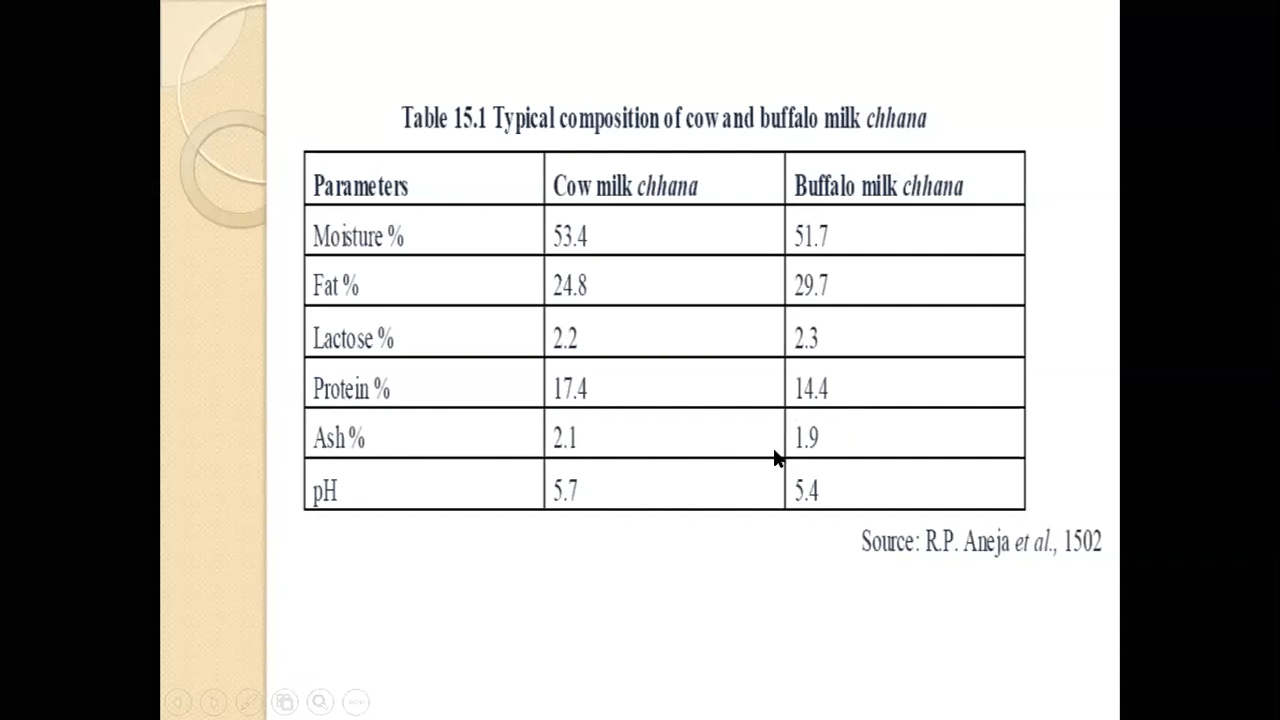 Table 15.1 Typical composition of cow and buffalo milk chhana
Parameters Cow milk chhana Buffalo milk chhana
Moisture % 53.4 51.7
Fat % 24.8 29.7
Lactose % 2.2 2.3
Protein % 17.4 14.4
Ash % 2.1 1.9
pH 5.7 5.4
Source: R.P. Aneja et al., 1502